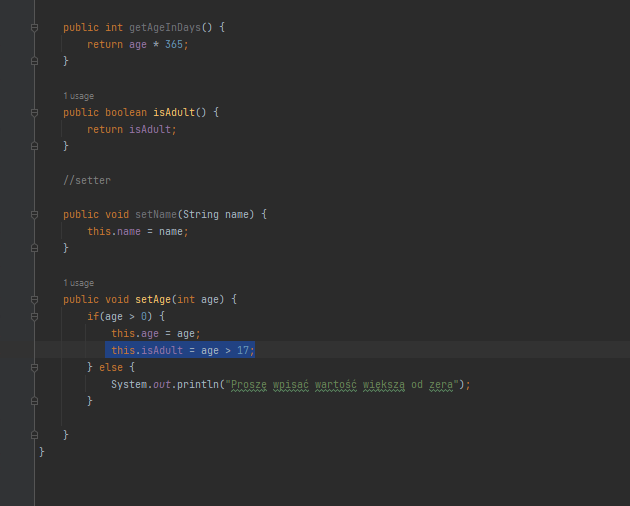 public int getAgeInDays() {
return age * 365;
}
1 usage
public boolean isAdult() {
return isAdult;
}
//setter
public void setName(String name) {
this.name = name;
}
1 usage
public void setAge(int age) {
if(age > 0) {
this.age = age;
this.isAdult = age > 17;
} else {
System.out.println("Proszę wpisać wartość większą od zera");
}
}
}